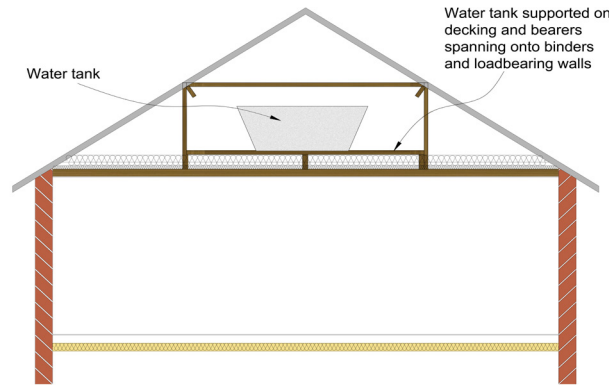 Water tank supported on
decking and bearers
spanning onto binders
and loadbearing walls
Water tank